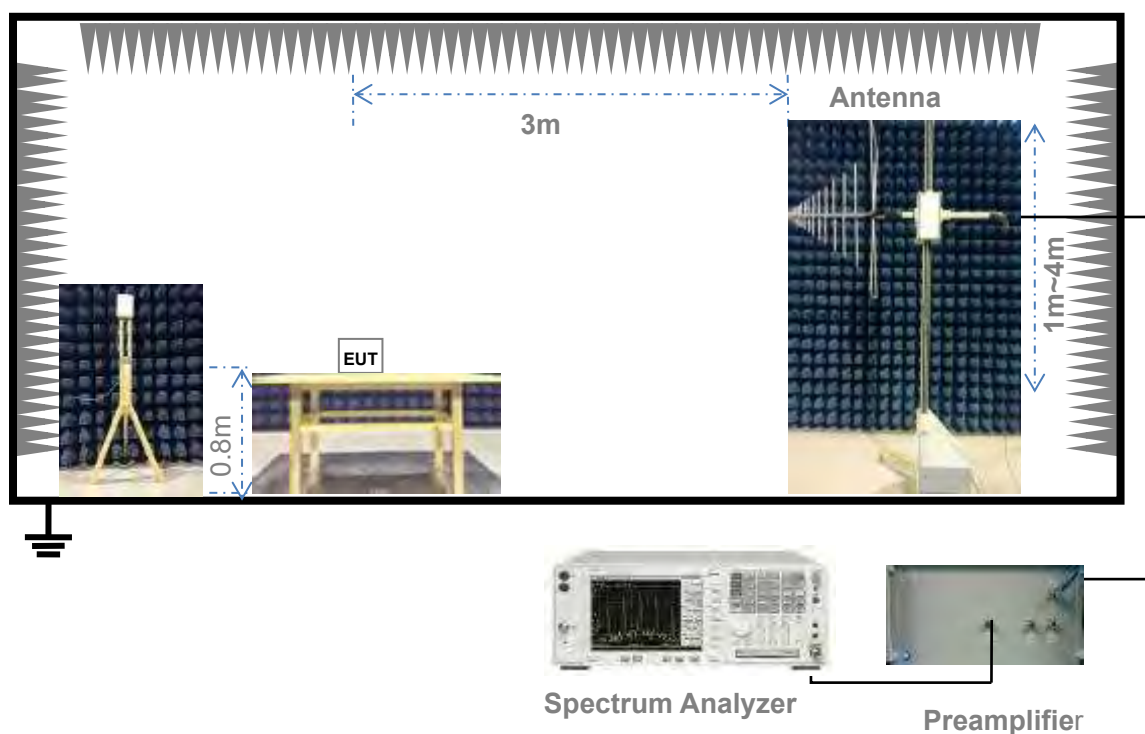 Antenna
3m
1m~4m
EUT
0.8m
Spectrum Analyzer
Preamplifier